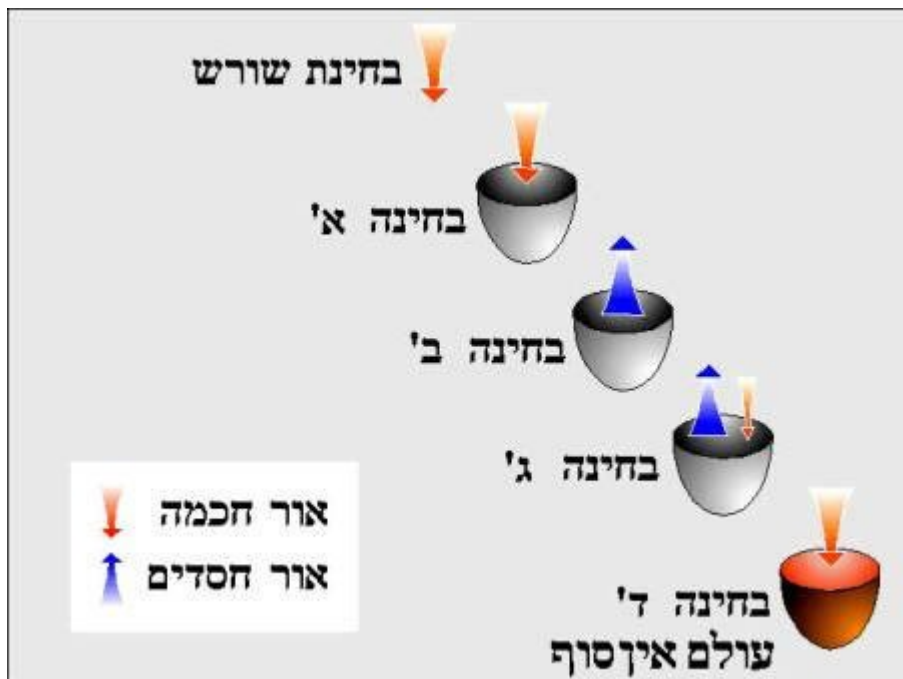 בחינת שורש
בחינה א'
בחינה ב'
בחינה ג'
אור חכמה
אור חסדים
בחינה ד'
עולם אין סוף